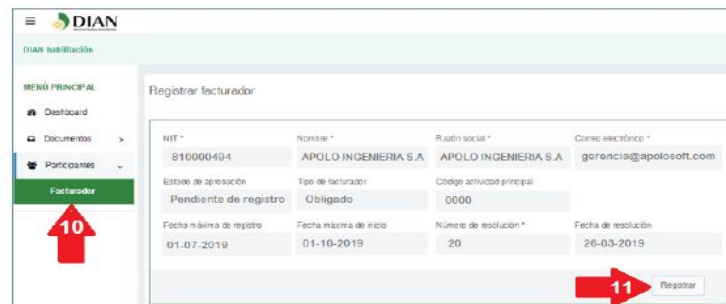 DIAN
DIAN habilitación
MENÚ PRINCIPAL
Dashboard
Documentos
Participantes
Facturador
10
Registrar facturador
NIT * Nombre * Razón social * Correo electrónico *
810000494 APOLO INGENIERIA S.A APOLO INGENIERIA S.A gerencia@apolosoft.com
Estado de aprobación Tipo de facturador Código actividad principal
Pendiente de registro Obligado 0000
Fecha máxima de registro Fecha máxima de inicio Número de resolución * Fecha de resolución
01-07-2019 01-10-2019 20 26-03-2019
11 Registrar